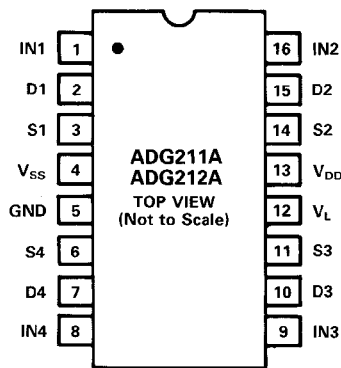 IN1 1 16 IN2
D1 2 15 D2
S1 3 14 S2
VSS 4 13 VDD
GND 5 12 VL
S4 6 11 S3
D4 7 10 D3
IN4 8 9 IN3
ADG211A
ADG212A
TOP VIEW
(Not to Scale)